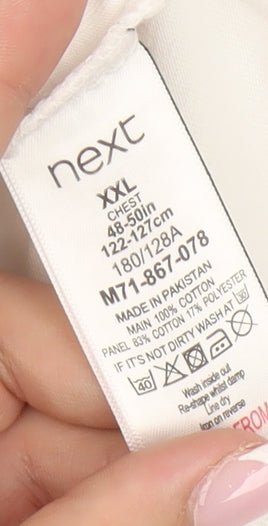 next
XXL
CHEST
48-50in
122-127cm
180/128A
M71-867-078
MADE IN PAKISTAN
MAIN 100% COTTON
PANEL 83% COTTON 17% POLYESTER
IF IT'S NOT DIRTY WASH AT 30
40
Wash inside out
Re-shape whilst damp
Line dry
Iron on reverse
FROM